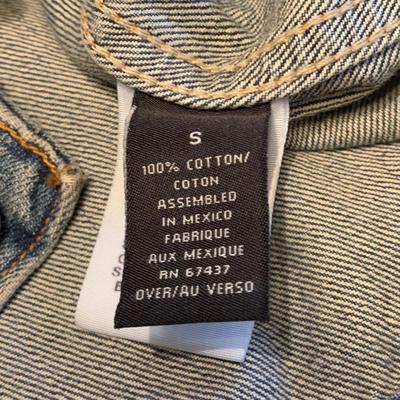 S
100% COTTON/
COTON
ASSEMBLED
IN MEXICO
FABRIQUE
AUX MEXIQUE
RN 67437
OVER/AU VERSO